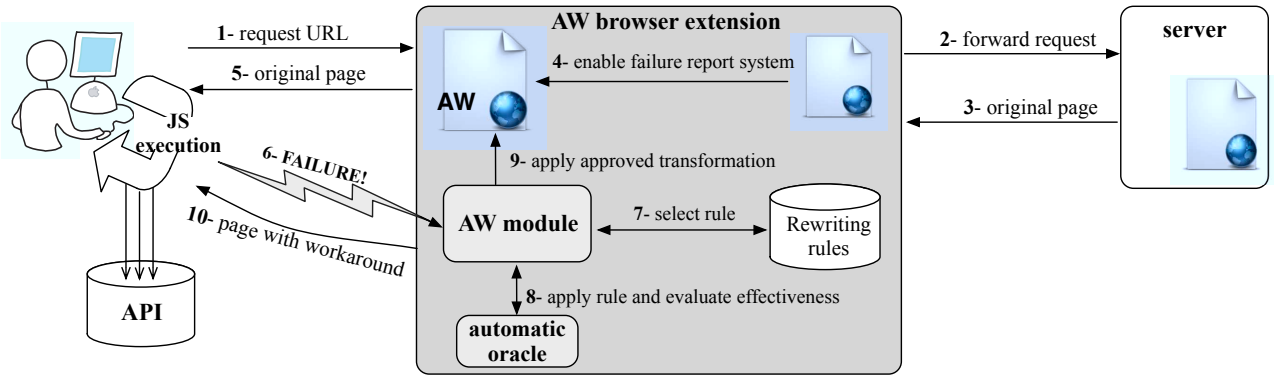 AW browser extension
server
1- request URL
2- forward request
4- enable failure report system
5- original page
AW
3- original page
JS
execution
6- FAILURE!
9- apply approved transformation
10- page with workaround
AW module
7- select rule
Rewriting
rules
8- apply rule and evaluate effectiveness
API
automatic
oracle